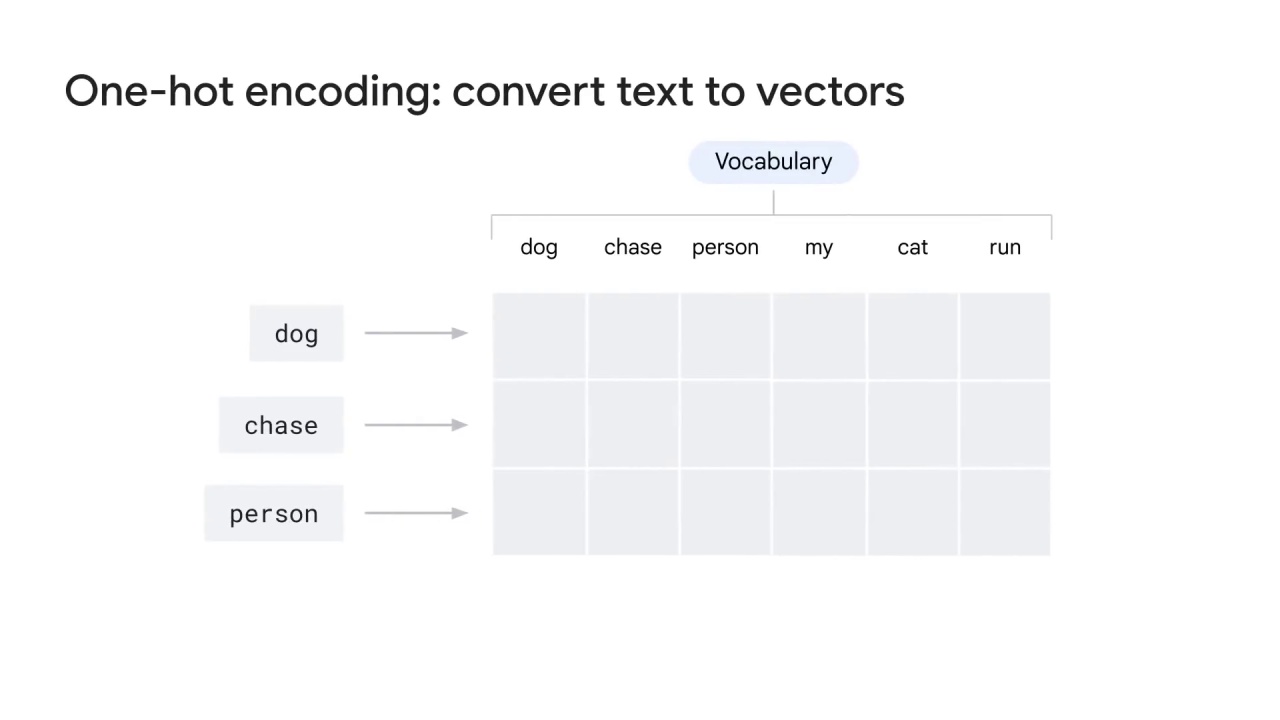 One-hot encoding: convert text to vectors
Vocabulary
dog chase person my cat run
dog
chase
person